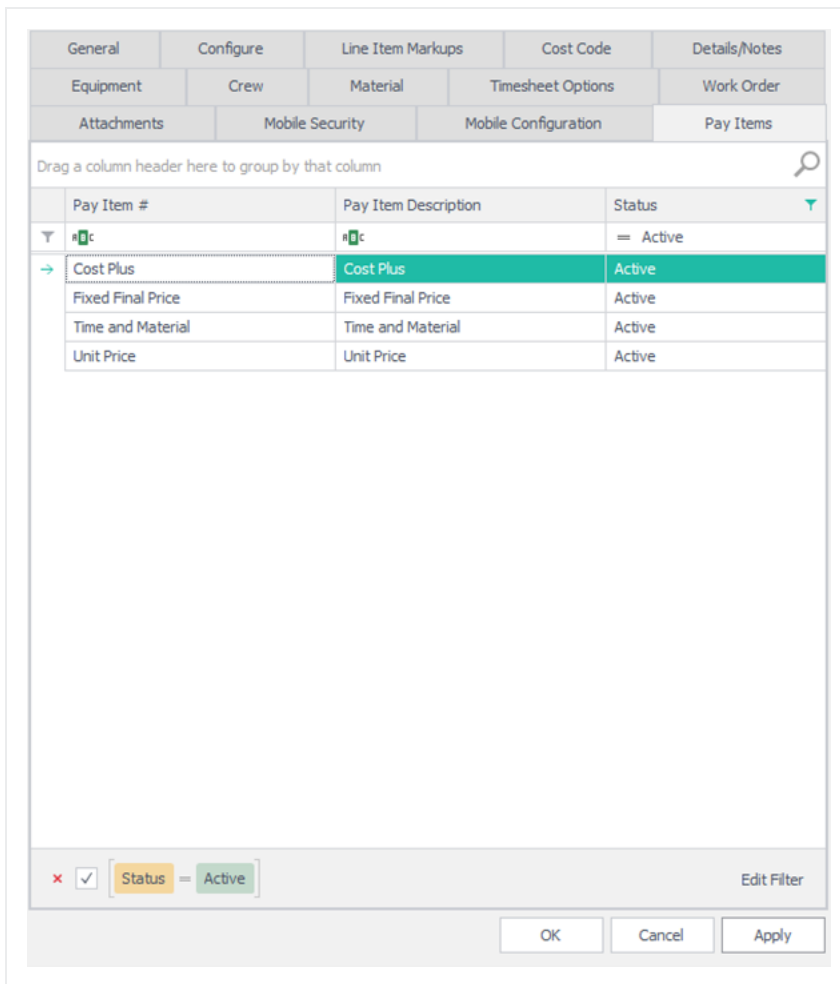 General Configure Line Item Markups Cost Code Details/Notes
Equipment Crew Material Timesheet Options Work Order
Attachments Mobile Security Mobile Configuration Pay Items
Drag a column header here to group by that column
Pay Item # Pay Item Description Status
ABC ABC = Active
Cost Plus Cost Plus Active
Fixed Final Price Fixed Final Price Active
Time and Material Time and Material Active
Unit Price Unit Price Active
Status = Active Edit Filter
OK Cancel Apply